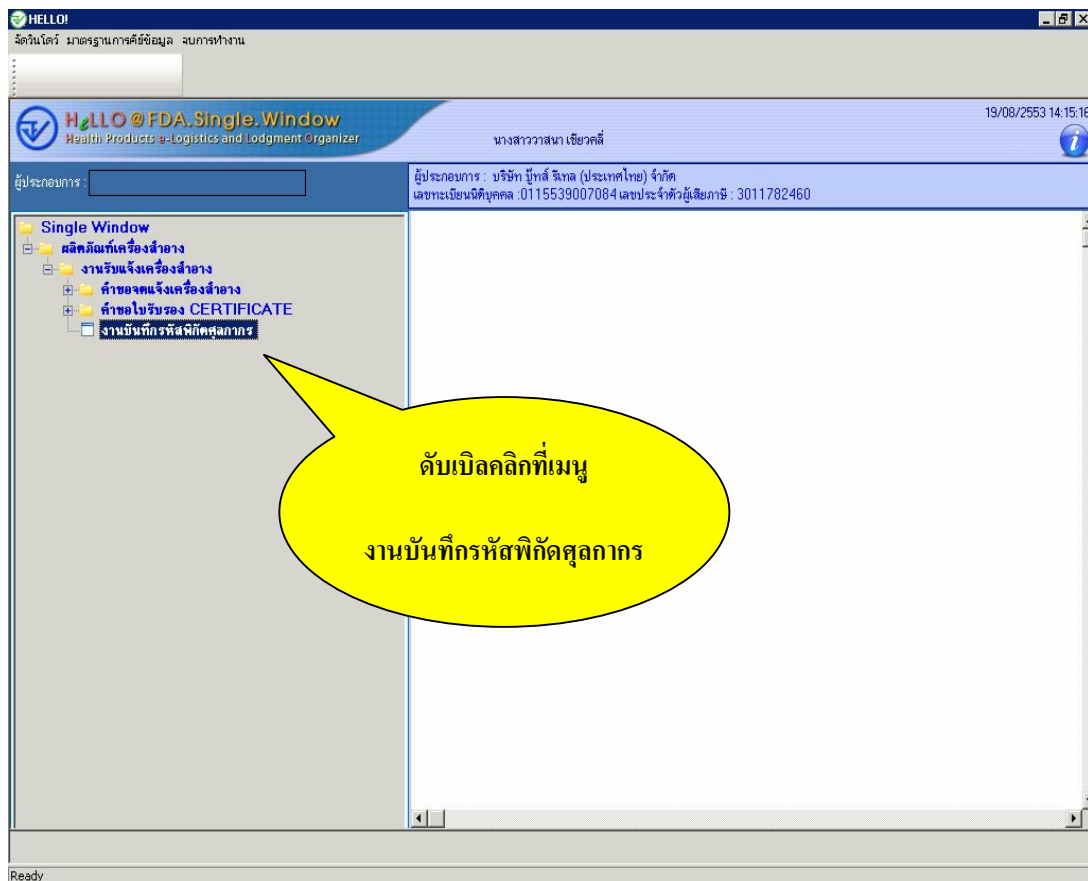 HELLO!
จัดวินโดว์ มาตรฐานการคีย์ข้อมูล จบการทำงาน
HeLLO@FDA.Single.Window
Health Products e-Logistics and Lodgment Organizer
นางสาววาสนา เขียวคลี่
19/08/2553 14:15:16
ผู้ประกอบการ :
ผู้ประกอบการ : บริษัท บู๊ทส์ รีเทล (ประเทศไทย) จำกัด
เลขทะเบียนนิติบุคคล :0115539007084 เลขประจำตัวผู้เสียภาษี : 3011782460
Single Window
ผลิตภัณฑ์เครื่องสำอาง
งานรับแจ้งเครื่องสำอาง
คำขอจดแจ้งเครื่องสำอาง
คำขอใบรับรอง CERTIFICATE
งานบันทึกรหัสพิกัดศุลกากร
ดับเบิลคลิกที่เมนู
งานบันทึกรหัสพิกัดศุลกากร
Ready